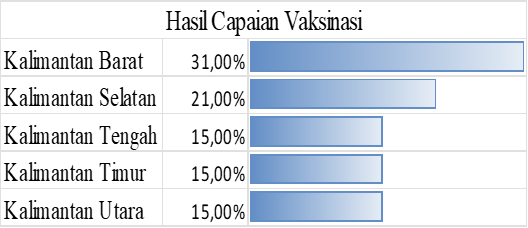 Hasil Capaian Vaksinasi
Kalimantan Barat 31,00%
Kalimantan Selatan 21,00%
Kalimantan Tengah 15,00%
Kalimantan Timur 15,00%
Kalimantan Utara 15,00%